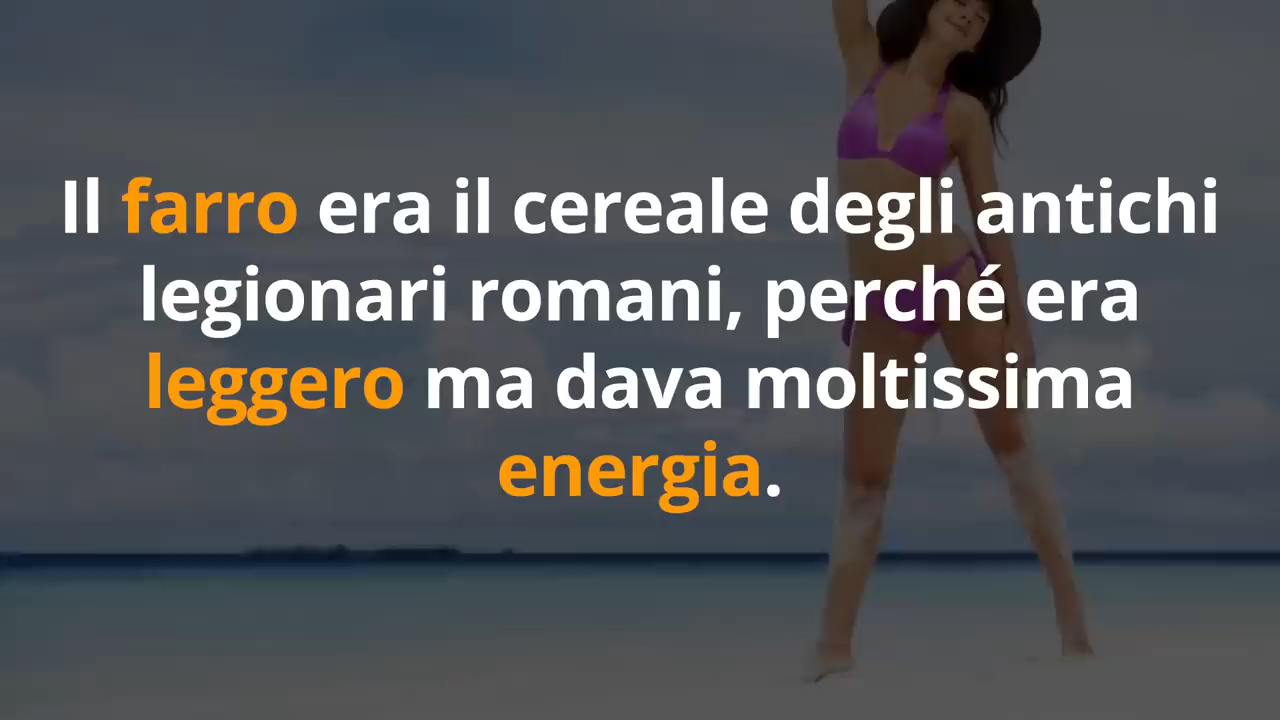 Il farro era il cereale degli antichi
legionari romani, perché era
leggero ma dava moltissima
energia.